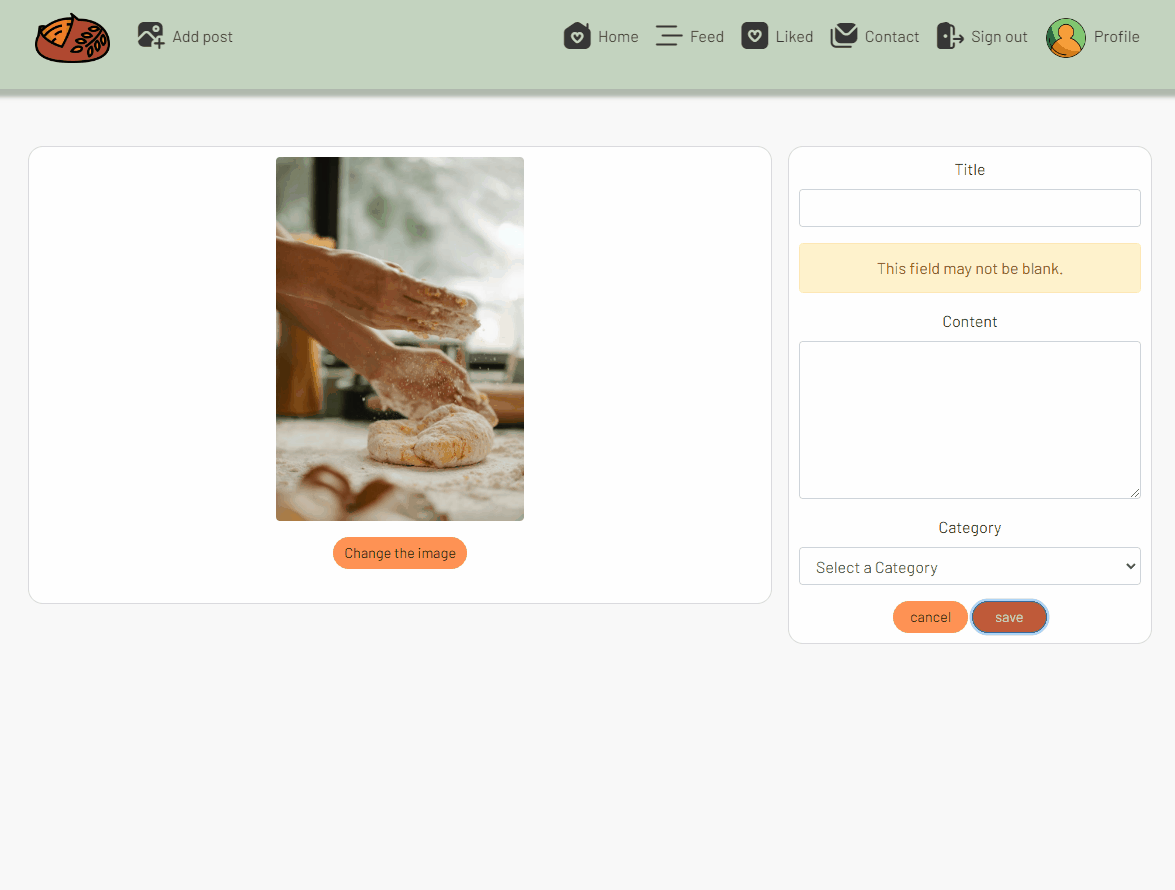 Add post
Home
Feed
Liked
Contact
Sign out
Profile
Title
This field may not be blank.
Content
Category
Select a Category
Change the image
cancel
save